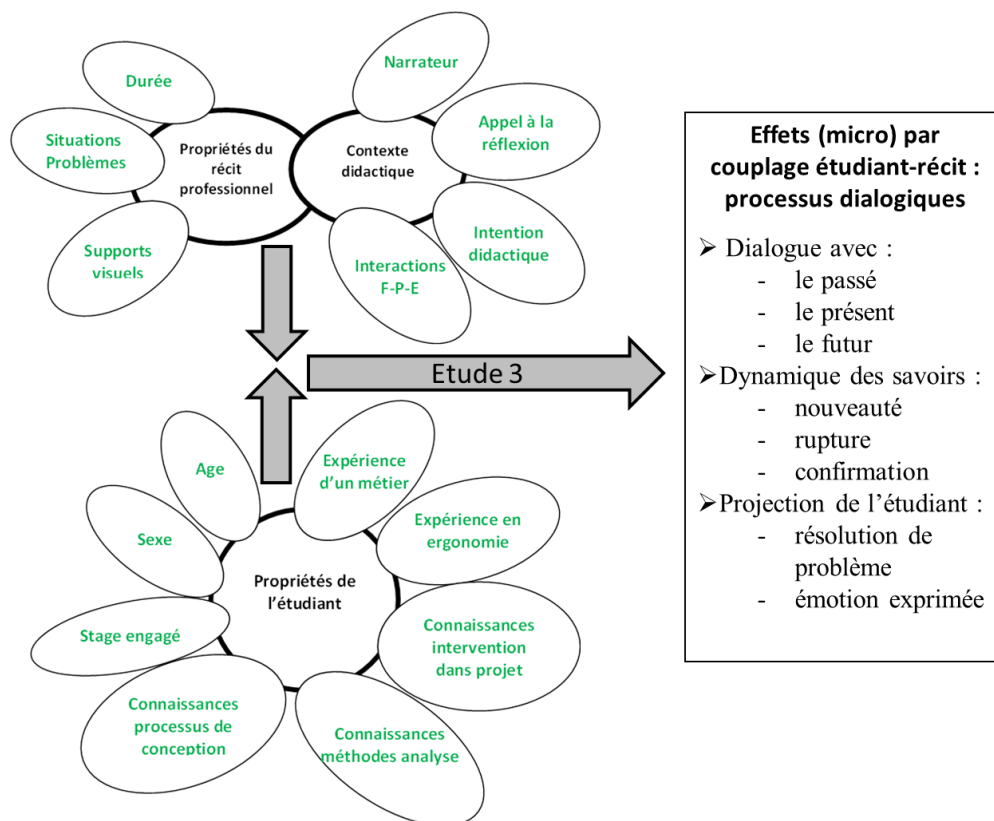 Durée
Situations
Problèmes
Supports
visuels
Propriétés du
récit
professionnel
Contexte
didactique
Narrateur
Appel à la
réflexion
Intention
didactique
Interactions
F-P-E
Etude 3
Age
Sexe
Stage engagé
Connaissances
processus de
conception
Propriétés de
l'étudiant
Expérience
d'un métier
Expérience en
ergonomie
Connaissances
intervention
dans projet
Connaissances
méthodes analyse
Effets (micro) par
couplage étudiant-récit :
processus dialogiques
➢ Dialogue avec :
- le passé
- le présent
- le futur
➢Dynamique des savoirs :
- nouveauté
- rupture
- confirmation
➢Projection de l'étudiant :
- résolution de
problème
- émotion exprimée